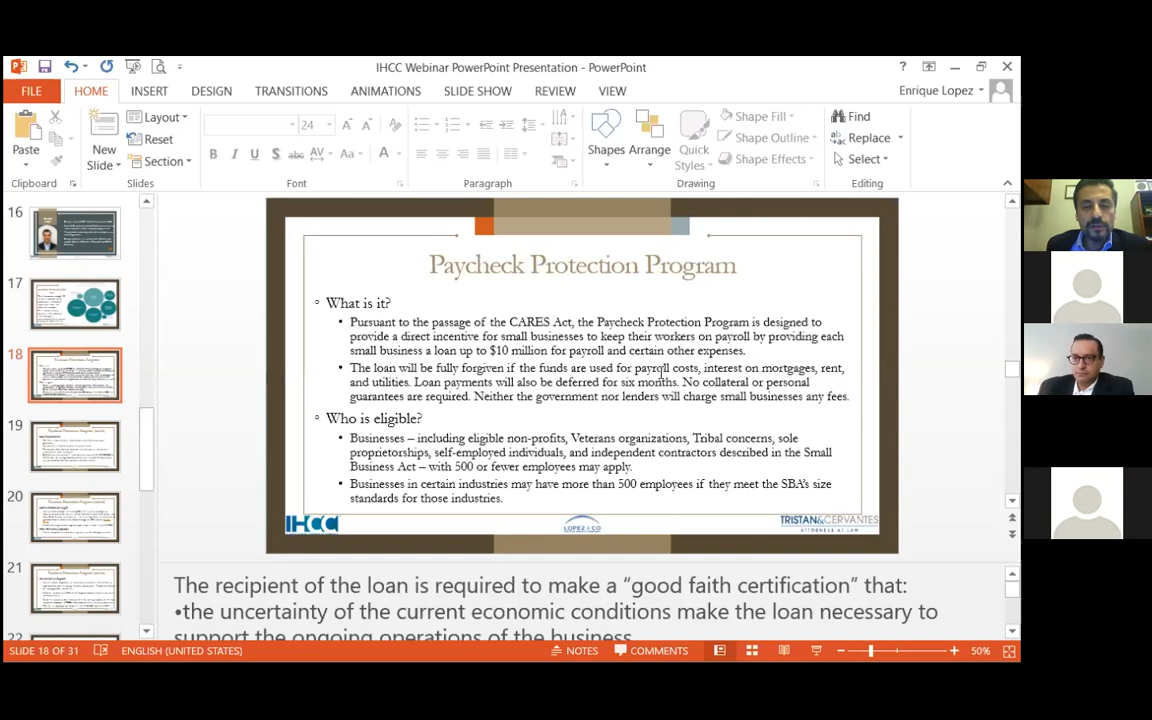 IHCC Webinar PowerPoint Presentation - PowerPoint
?
FILE HOME INSERT DESIGN TRANSITIONS ANIMATIONS SLIDE SHOW REVIEW VIEW Enrique Lopez
Paste
New
Slide
Layout
Reset
Section
24
B I U S abc AV Aa A
Shapes Arrange Quick
Styles
Shape Fill
Shape Outline
Shape Effects
Find
Replace
Select
Clipboard Slides Font Paragraph Drawing Editing
16
17
18
19
20
21
22
Paycheck Protection Program
What is it?
• Pursuant to the passage of the CARES Act, the Paycheck Protection Program is designed to
provide a direct incentive for small businesses to keep their workers on payroll by providing each
small business a loan up to $10 million for payroll and certain other expenses.
• The loan will be fully forgiven if the funds are used for payroll costs, interest on mortgages, rent,
and utilities. Loan payments will also be deferred for six months. No collateral or personal
guarantees are required. Neither the government nor lenders will charge small businesses any fees.
Who is eligible?
• Businesses – including eligible non-profits, Veterans organizations, Tribal concerns, sole
proprietorships, self-employed individuals, and independent contractors described in the Small
Business Act – with 500 or fewer employees may apply.
• Businesses in certain industries may have more than 500 employees if they meet the SBA's size
standards for those industries.
IHCC
LOPEZ & CO
TRISTAN&CERVANTES
ATTORNEYS AT LAW
The recipient of the loan is required to make a “good faith certification” that:
•the uncertainty of the current economic conditions make the loan necessary to
support the ongoing operations of the business
SLIDE 18 OF 31 ENGLISH (UNITED STATES) NOTES COMMENTS 50%